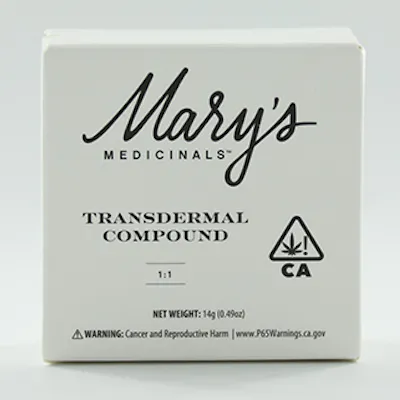 Mary's
MEDICINALS™
TRANSDERMAL
COMPOUND
1:1
!
CA
NET WEIGHT: 14g (0.49oz)
⚠WARNING: Cancer and Reproductive Harm | www.P65Warnings.ca.gov